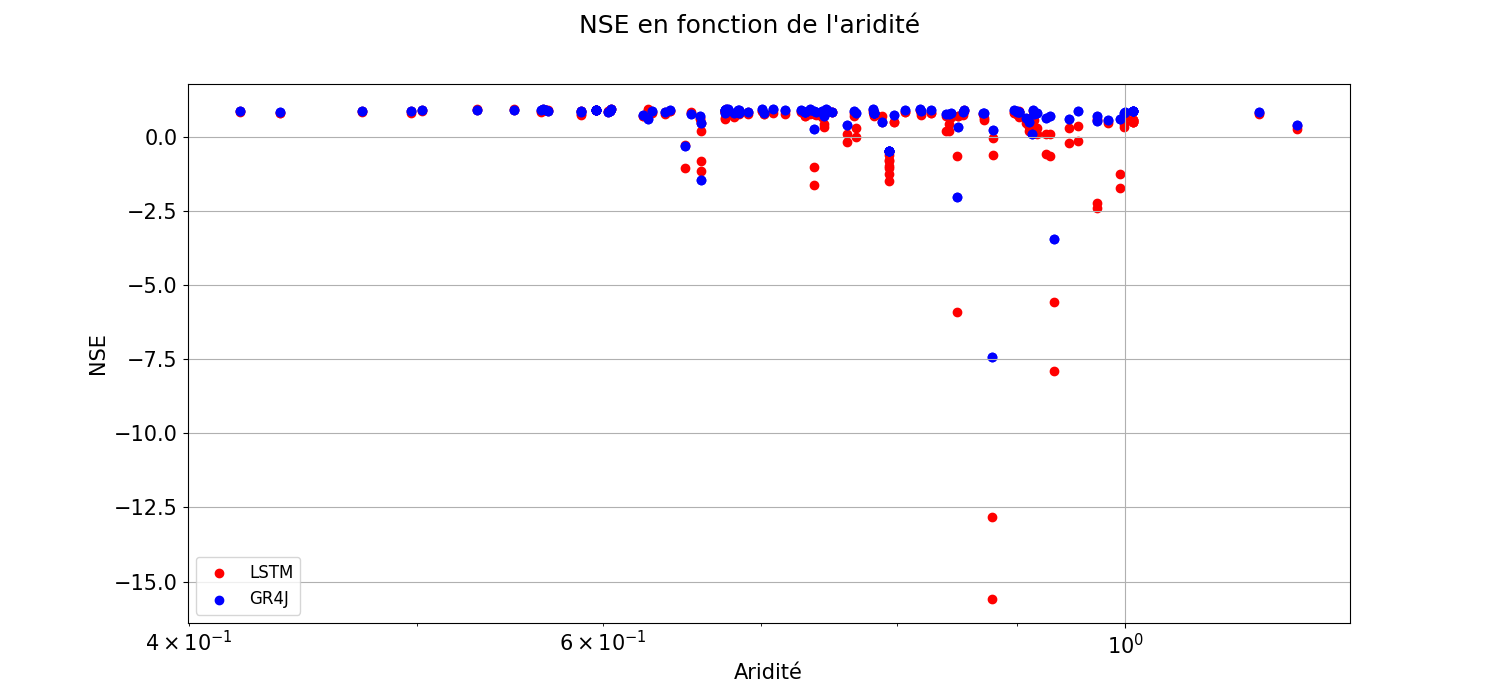 NSE en fonction de l'aridité
NSE
0.0
−2.5
−5.0
−7.5
−10.0
−12.5
−15.0
LSTM
GR4J
4 × 10⁻¹
6 × 10⁻¹
10⁰
Aridité